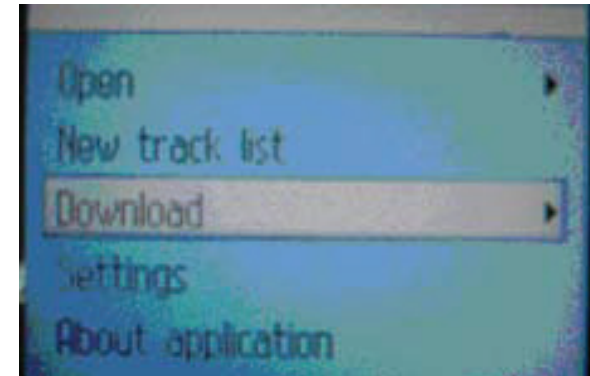 Open
New track list
Download
Settings
About application